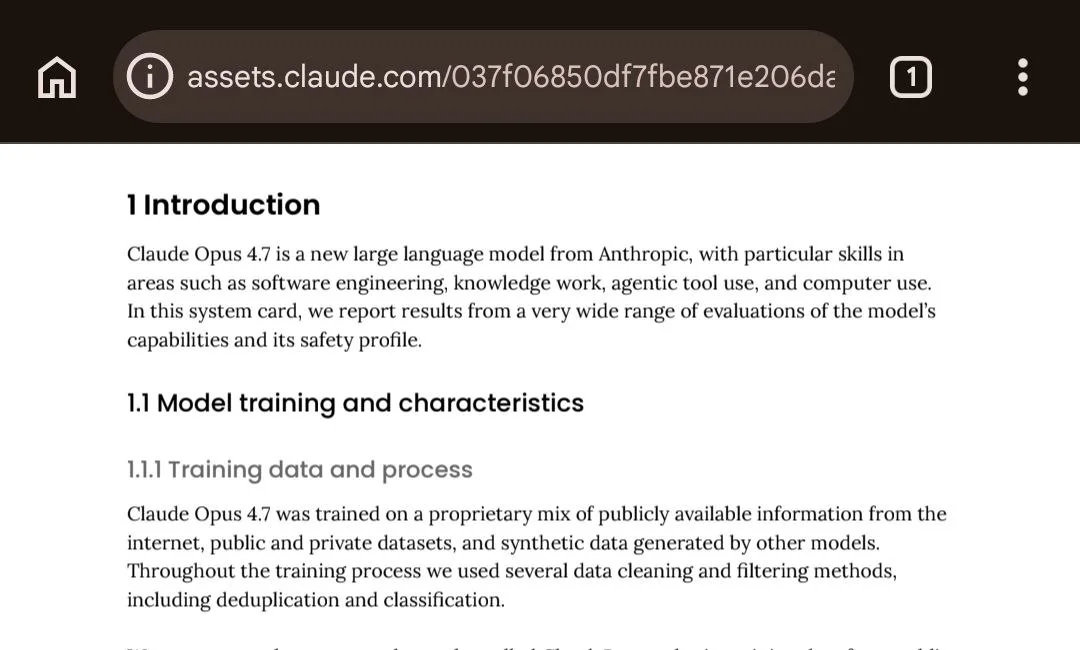 assets.claude.com/037f06850df7fbe871e206da
1
1 Introduction
Claude Opus 4.7 is a new large language model from Anthropic, with particular skills in
areas such as software engineering, knowledge work, agentic tool use, and computer use.
In this system card, we report results from a very wide range of evaluations of the model’s
capabilities and its safety profile.
1.1 Model training and characteristics
1.1.1 Training data and process
Claude Opus 4.7 was trained on a proprietary mix of publicly available information from the
internet, public and private datasets, and synthetic data generated by other models.
Throughout the training process we used several data cleaning and filtering methods,
including deduplication and classification.